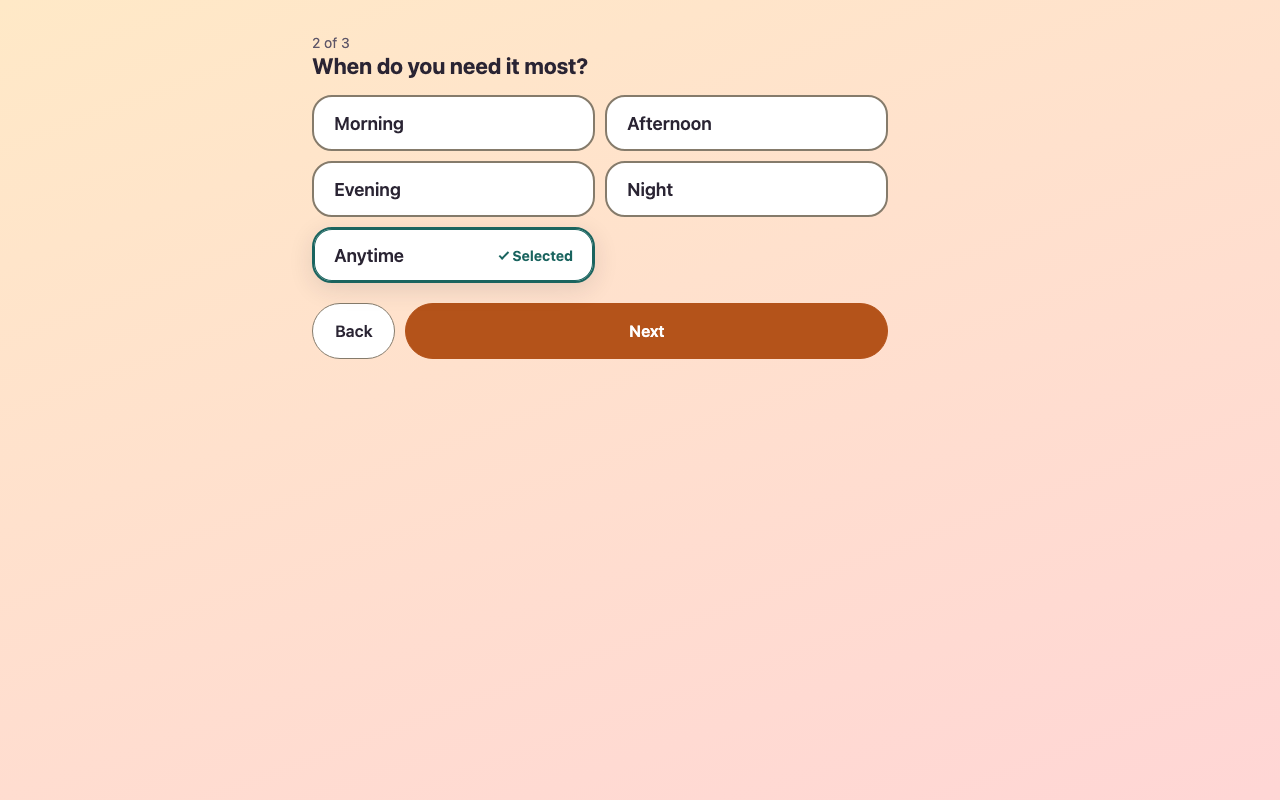 2 of 3
When do you need it most?
Morning
Afternoon
Evening
Night
Anytime
✓ Selected
Back
Next